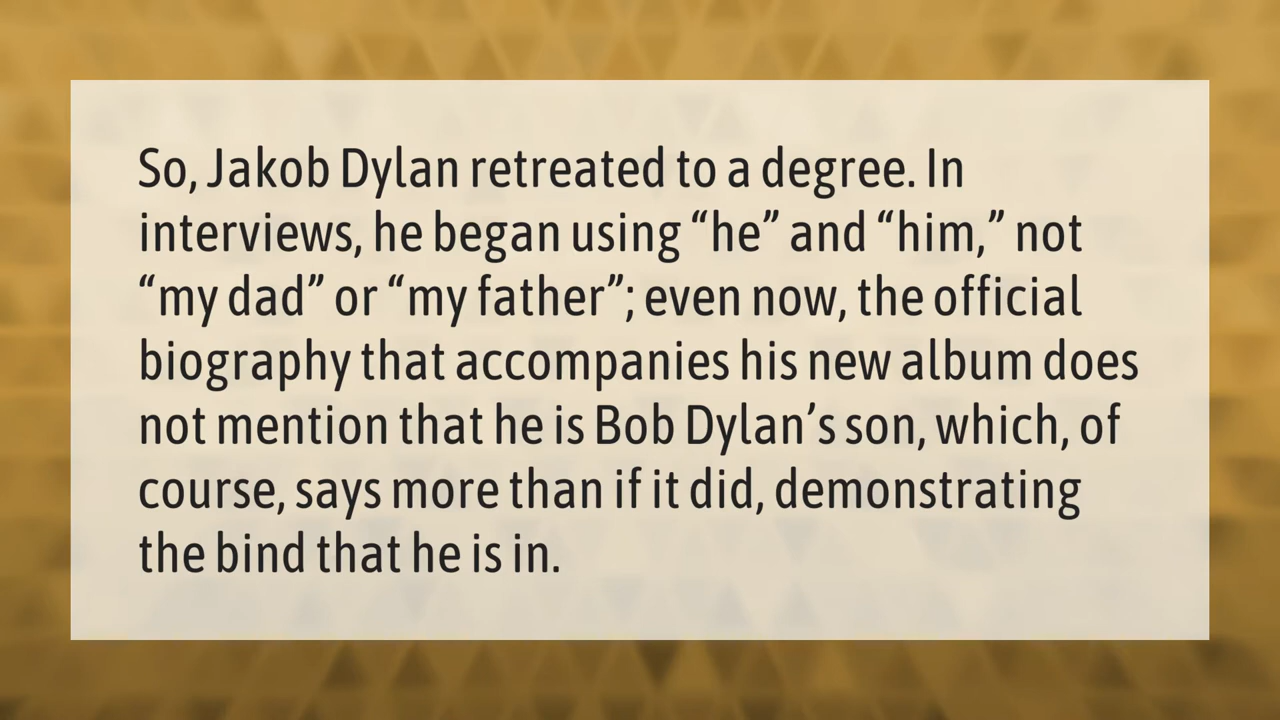 So, Jakob Dylan retreated to a degree. In
interviews, he began using “he” and “him,” not
“my dad” or “my father”; even now, the official
biography that accompanies his new album does
not mention that he is Bob Dylan’s son, which, of
course, says more than if it did, demonstrating
the bind that he is in.